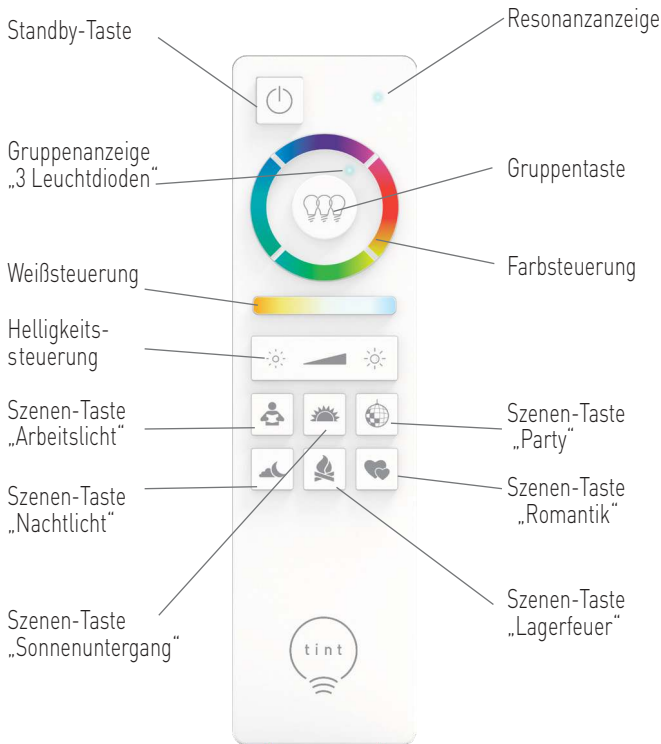 Standby-Taste
Resonanzanzeige
Gruppenanzeige
„3 Leuchtdioden“
Gruppentaste
Weißsteuerung
Farbsteuerung
Helligkeits-
steuerung
Szenen-Taste
„Arbeitslicht“
Szenen-Taste
„Party“
Szenen-Taste
„Nachtlicht“
Szenen-Taste
„Romantik“
Szenen-Taste
„Sonnenuntergang“
Szenen-Taste
„Lagerfeuer“
tint